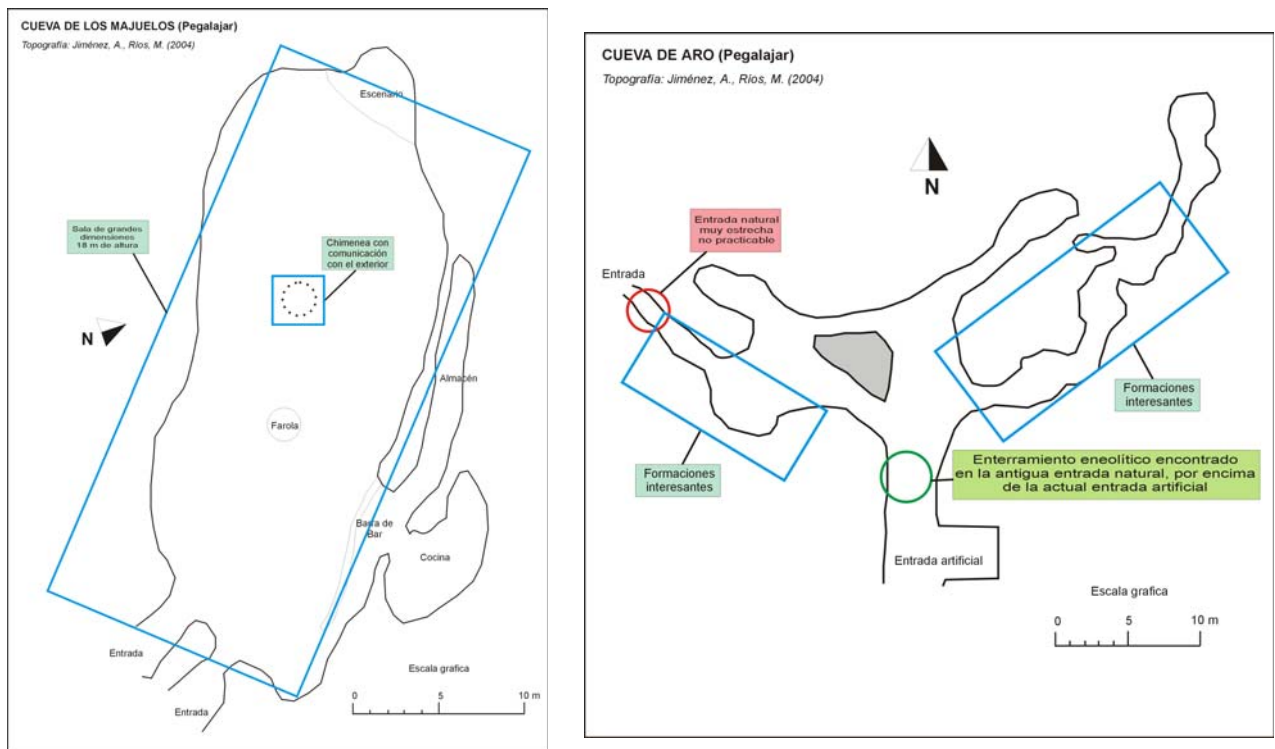 CUEVA DE LOS MAJUELOS (Pegalajar)
Topografía: Jiménez, A., Ríos, M. (2004)
Escenario
Sala de grandes
dimensiones
18 m de altura
Chimenea con
comunicación
con el exterior
N
Almacén
Farola
Barra de
Bar
Cocina
Entrada
Entrada
Escala grafica
0 5 10 m
CUEVA DE ARO (Pegalajar)
Topografía: Jiménez, A., Ríos, M. (2004)
N
Entrada natural
muy estrecha
no practicable
Entrada
Formaciones
interesantes
Formaciones
interesantes
Enterramiento eneolítico encontrado
en la antigua entrada natural, por encima
de la actual entrada artificial
Entrada artificial
Escala grafica
0 5 10 m